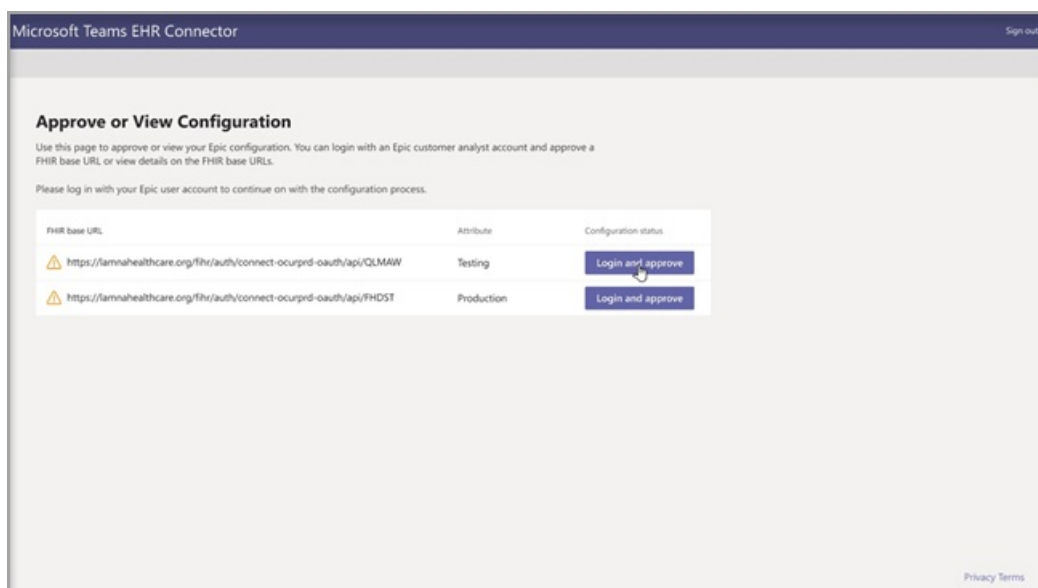 Microsoft Teams EHR Connector
Sign out
Approve or View Configuration
Use this page to approve or view your Epic configuration. You can login with an Epic customer analyst account and approve a
FHIR base URL or view details on the FHIR base URLs.
Please log in with your Epic user account to continue on with the configuration process.
FHIR base URL Attribute Configuration status
https://lamnahealthcare.org/fihr/auth/connect-ocurprd-oauth/api/QLMAW Testing Login and approve
https://lamnahealthcare.org/fihr/auth/connect-ocurprd-oauth/api/FHDST Production Login and approve
Privacy Terms